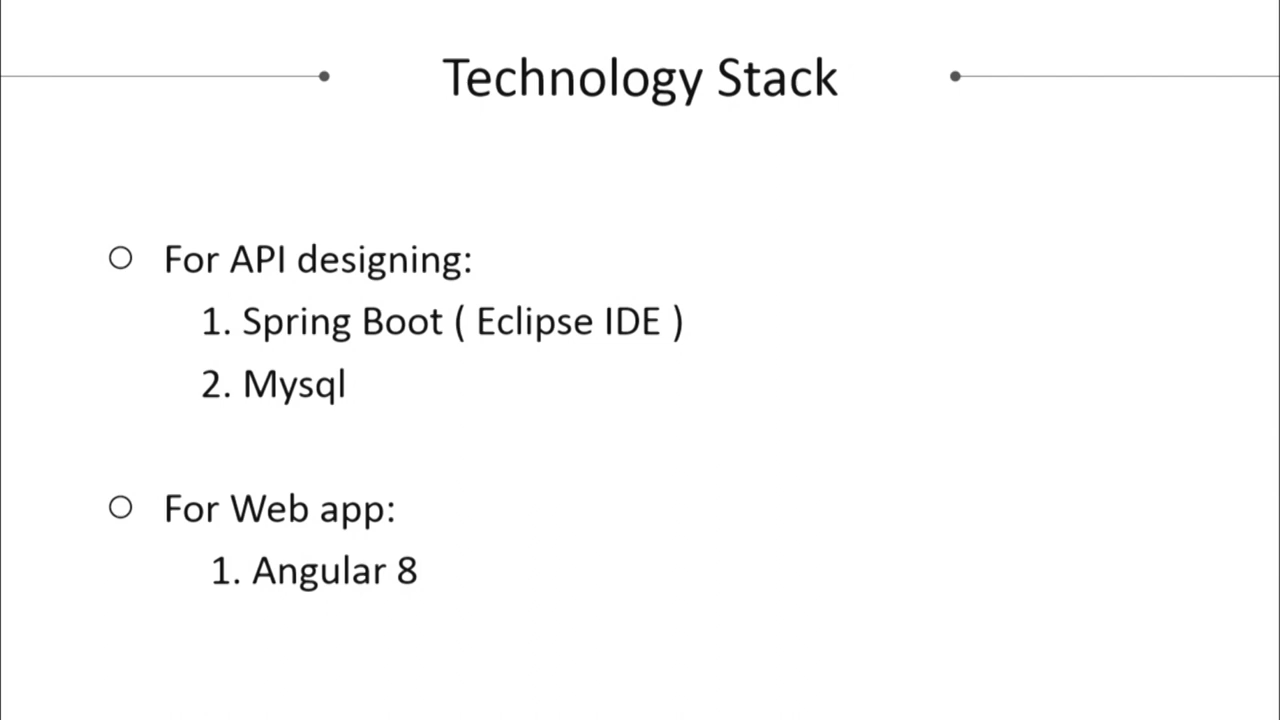 Technology Stack
For API designing:
1. Spring Boot ( Eclipse IDE )
2. Mysql
For Web app:
1. Angular 8